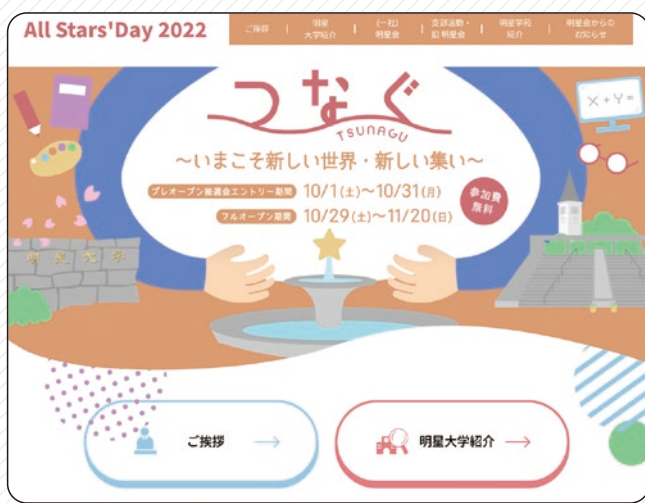 All Stars'Day 2022
ご挨拶
明星
大学紹介
(一社)
明星会
支部活動・
紅明星会
明星学苑
紹介
明星会からの
お知らせ
つなぐ
TSUNAGU
〜いまこそ新しい世界・新しい集い〜
プレオープン抽選会エントリー期間 10/1(土)〜10/31(月)
フルオープン期間 10/29(土)〜11/20(日)
参加費
無料
X+Y=
明星大学
ご挨拶
明星大学紹介